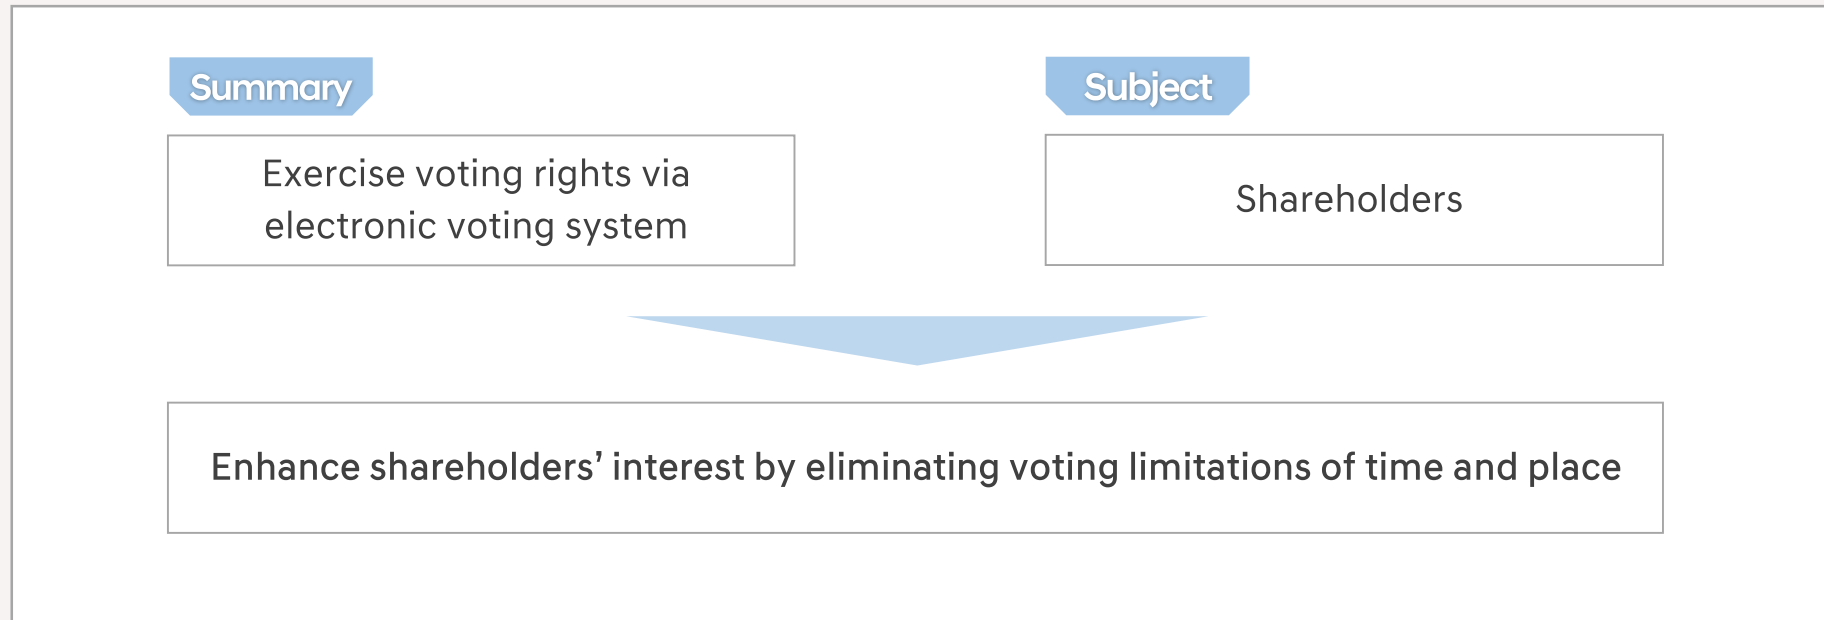 Summary
Exercise voting rights via
electronic voting system
Subject
Shareholders
Enhance shareholders’ interest by eliminating voting limitations of time and place